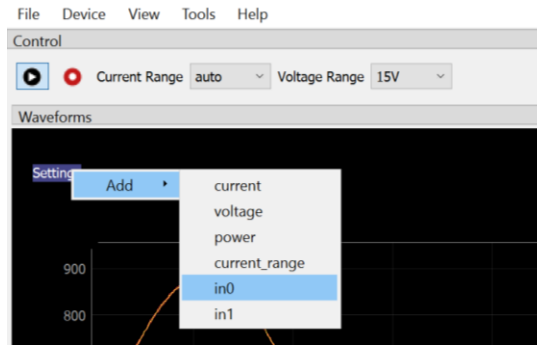 File Device View Tools Help
Control
Current Range auto Voltage Range 15V
Waveforms
Setting
Add current
voltage
power
current_range
in0
in1
900
800